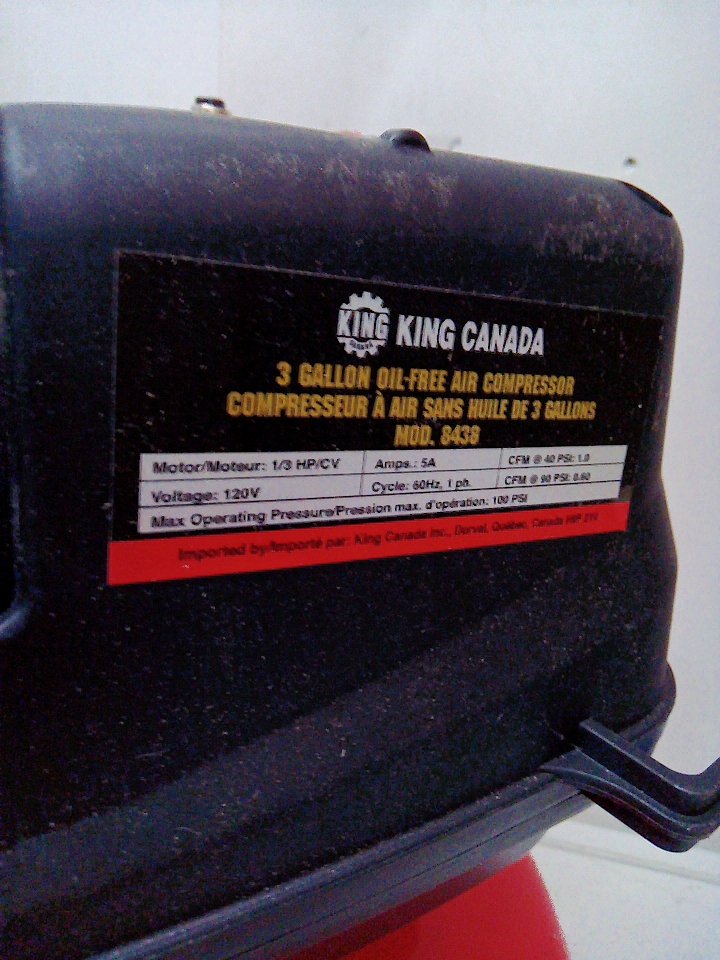 KING
CANADA
KING CANADA
3 GALLON OIL-FREE AIR COMPRESSOR
COMPRESSEUR À AIR SANS HUILE DE 3 GALLONS
MOD. 8438
Motor/Moteur: 1/3 HP/CV Amps.: 5A CFM @ 40 PSI: 1.0
Voltage: 120V Cycle: 60Hz, 1 ph. CFM @ 90 PSI: 0.60
Max Operating Pressure/Pression max. d'opération: 100 PSI
Imported by/Importé par: King Canada Inc., Dorval, Québec, Canada H9P